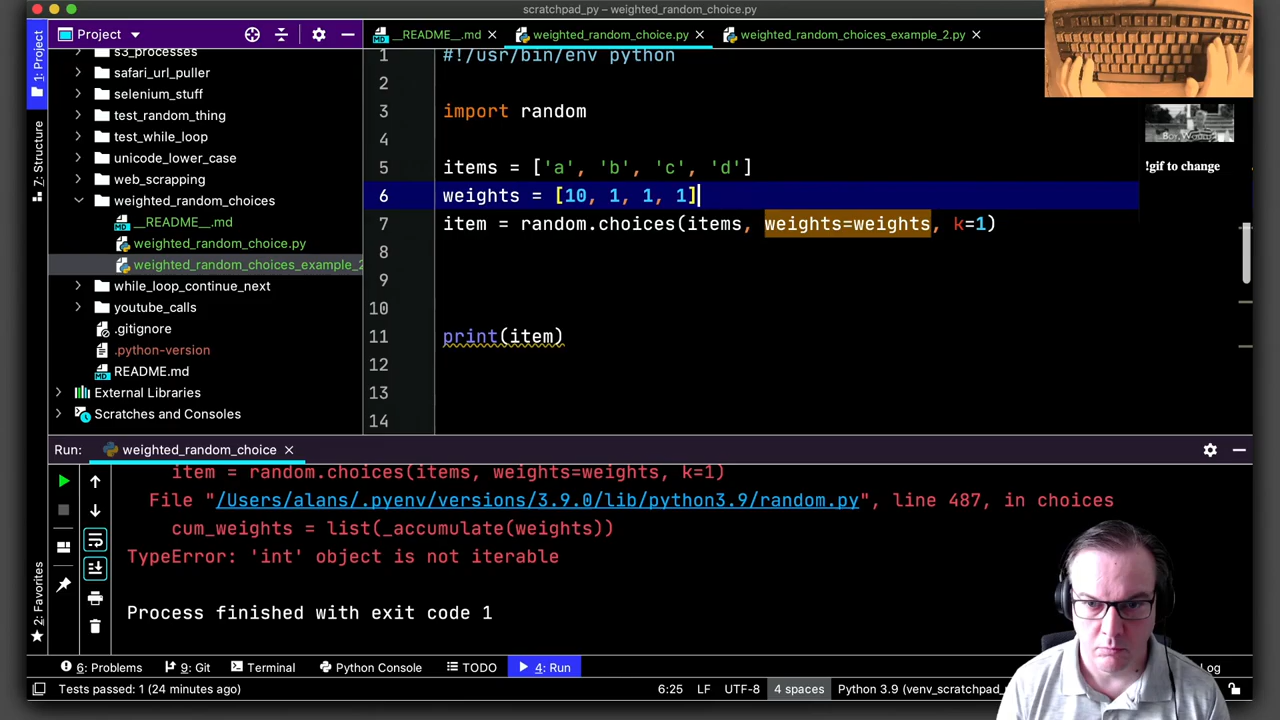 scratchpad_py – weighted_random_choice.py
Project
__README__.md
weighted_random_choice.py
weighted_random_choices_example_2.py
1: Project
7: Structure
2: Favorites
s3_processes
safari_url_puller
selenium_stuff
test_random_thing
test_while_loop
unicode_lower_case
web_scrapping
weighted_random_choices
__README__.md
weighted_random_choice.py
weighted_random_choices_example_2
while_loop_continue_next
youtube_calls
.gitignore
.python-version
README.md
External Libraries
Scratches and Consoles
1 #!/usr/bin/env python
2
3 import random
4
5 items = ['a', 'b', 'c', 'd']
6 weights = [10, 1, 1, 1]
7 item = random.choices(items, weights=weights, k=1)
8
9
10
11 print(item)
12
13
14
!gif to change
Run: weighted_random_choice
item = random.choices(items, weights=weights, k=1)
File "/Users/alans/.pyenv/versions/3.9.0/lib/python3.9/random.py", line 487, in choices
cum_weights = list(_accumulate(weights))
TypeError: 'int' object is not iterable
Process finished with exit code 1
6: Problems 9: Git Terminal Python Console TODO 4: Run Log
Tests passed: 1 (24 minutes ago) 6:25 LF UTF-8 4 spaces Python 3.9 (venv_scratchpad_